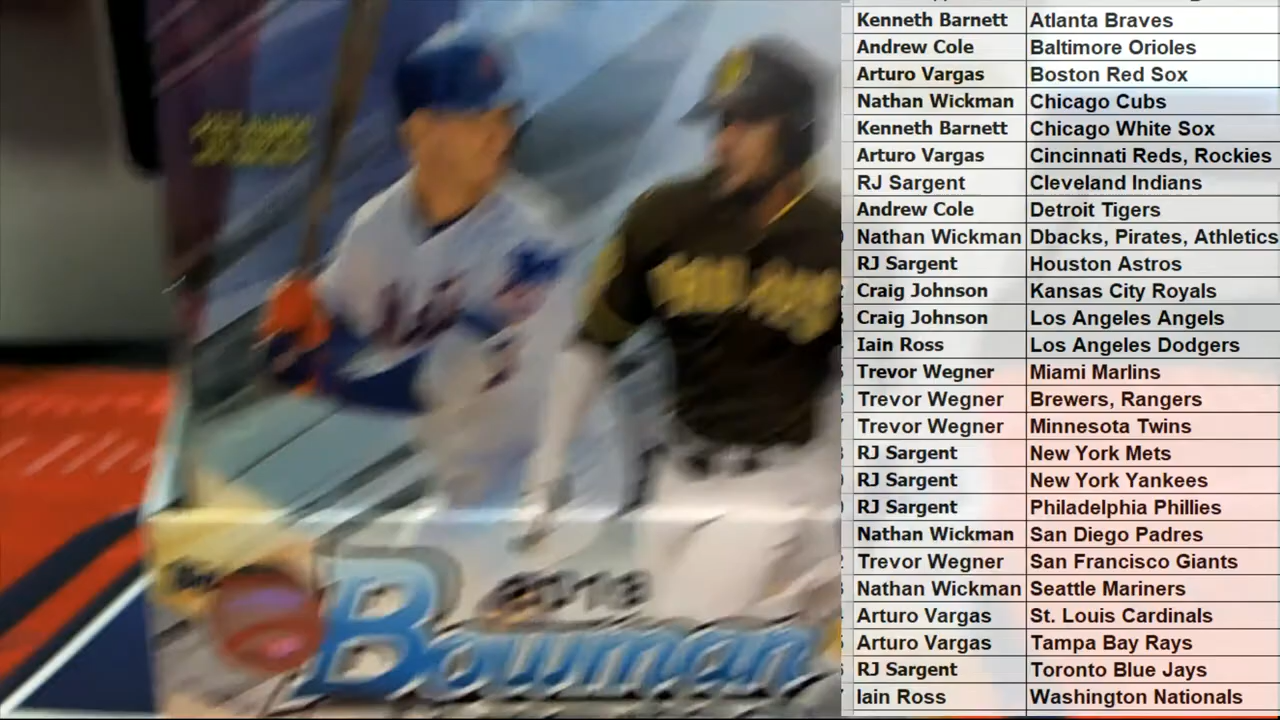 Kenneth Barnett Atlanta Braves
Andrew Cole Baltimore Orioles
Arturo Vargas Boston Red Sox
Nathan Wickman Chicago Cubs
Kenneth Barnett Chicago White Sox
Arturo Vargas Cincinnati Reds, Rockies
RJ Sargent Cleveland Indians
Andrew Cole Detroit Tigers
Nathan Wickman Dbacks, Pirates, Athletics
RJ Sargent Houston Astros
Craig Johnson Kansas City Royals
Craig Johnson Los Angeles Angels
Iain Ross Los Angeles Dodgers
Trevor Wegner Miami Marlins
Trevor Wegner Brewers, Rangers
Trevor Wegner Minnesota Twins
RJ Sargent New York Mets
RJ Sargent New York Yankees
RJ Sargent Philadelphia Phillies
Nathan Wickman San Diego Padres
Trevor Wegner San Francisco Giants
Nathan Wickman Seattle Mariners
Arturo Vargas St. Louis Cardinals
Arturo Vargas Tampa Bay Rays
RJ Sargent Toronto Blue Jays
Iain Ross Washington Nationals
Mets
2018
Bowman